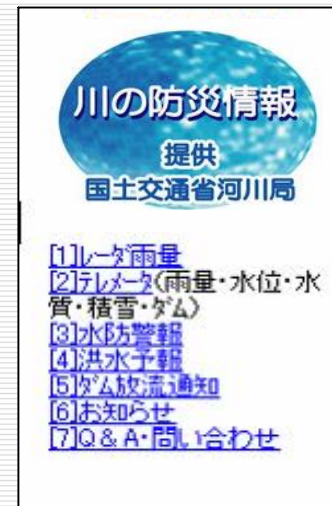 川の防災情報
提供
国土交通省河川局
[1]ﾚｰﾀﾞ雨量
[2]ﾃﾚﾒｰﾀ(雨量・水位・水
質・積雪・ﾀﾞﾑ)
[3]水防警報
[4]洪水予報
[5]ﾀﾞﾑ放流通知
[6]お知らせ
[7]Q&A・問い合わせ